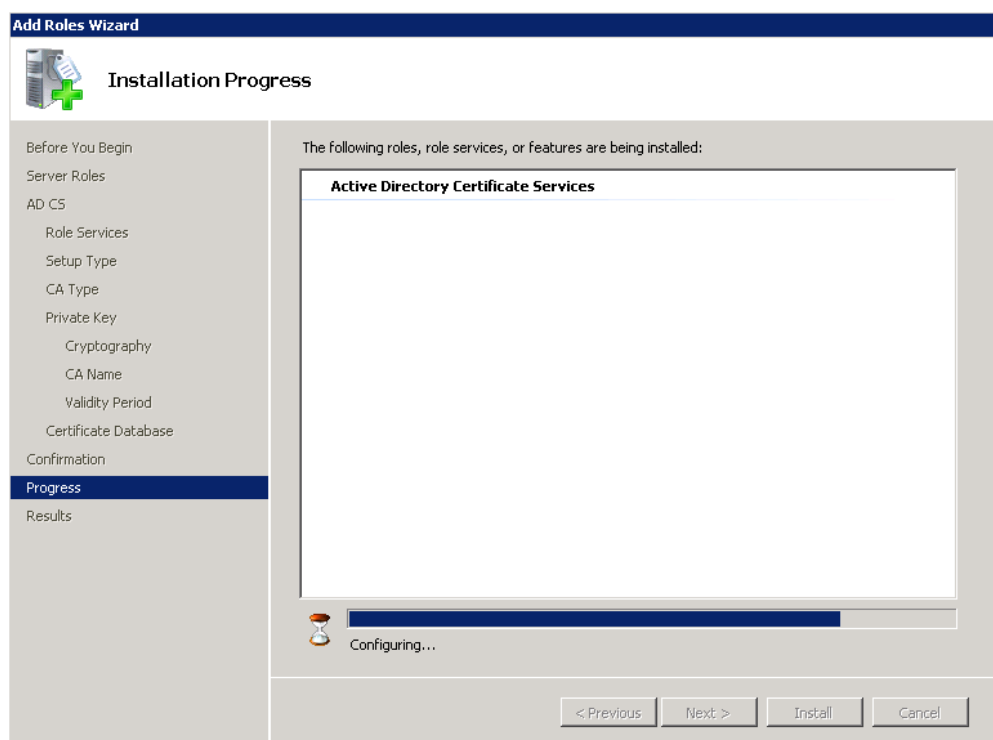 Add Roles Wizard
Installation Progress
Before You Begin
Server Roles
AD CS
Role Services
Setup Type
CA Type
Private Key
Cryptography
CA Name
Validity Period
Certificate Database
Confirmation
Progress
Results
The following roles, role services, or features are being installed:
Active Directory Certificate Services
Configuring...
< Previous
Next >
Install
Cancel